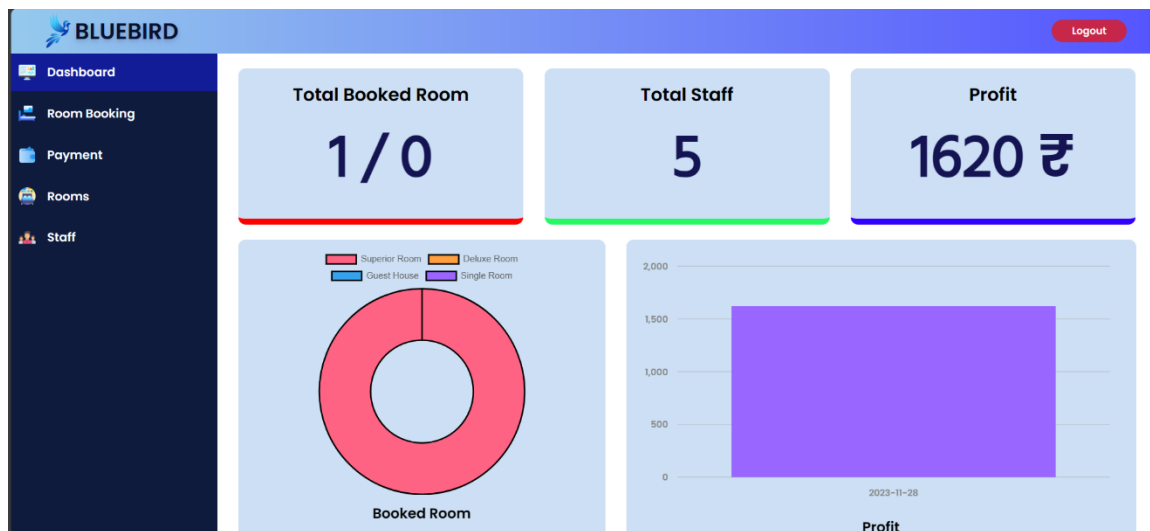 BLUEBIRD
Logout
Dashboard
Room Booking
Payment
Rooms
Staff
Total Booked Room
1 / 0
Total Staff
5
Profit
1620 ₹
Superior Room Deluxe Room
Guest House Single Room
Booked Room
2,000
1,500
1,000
500
0
2023-11-28
Profit